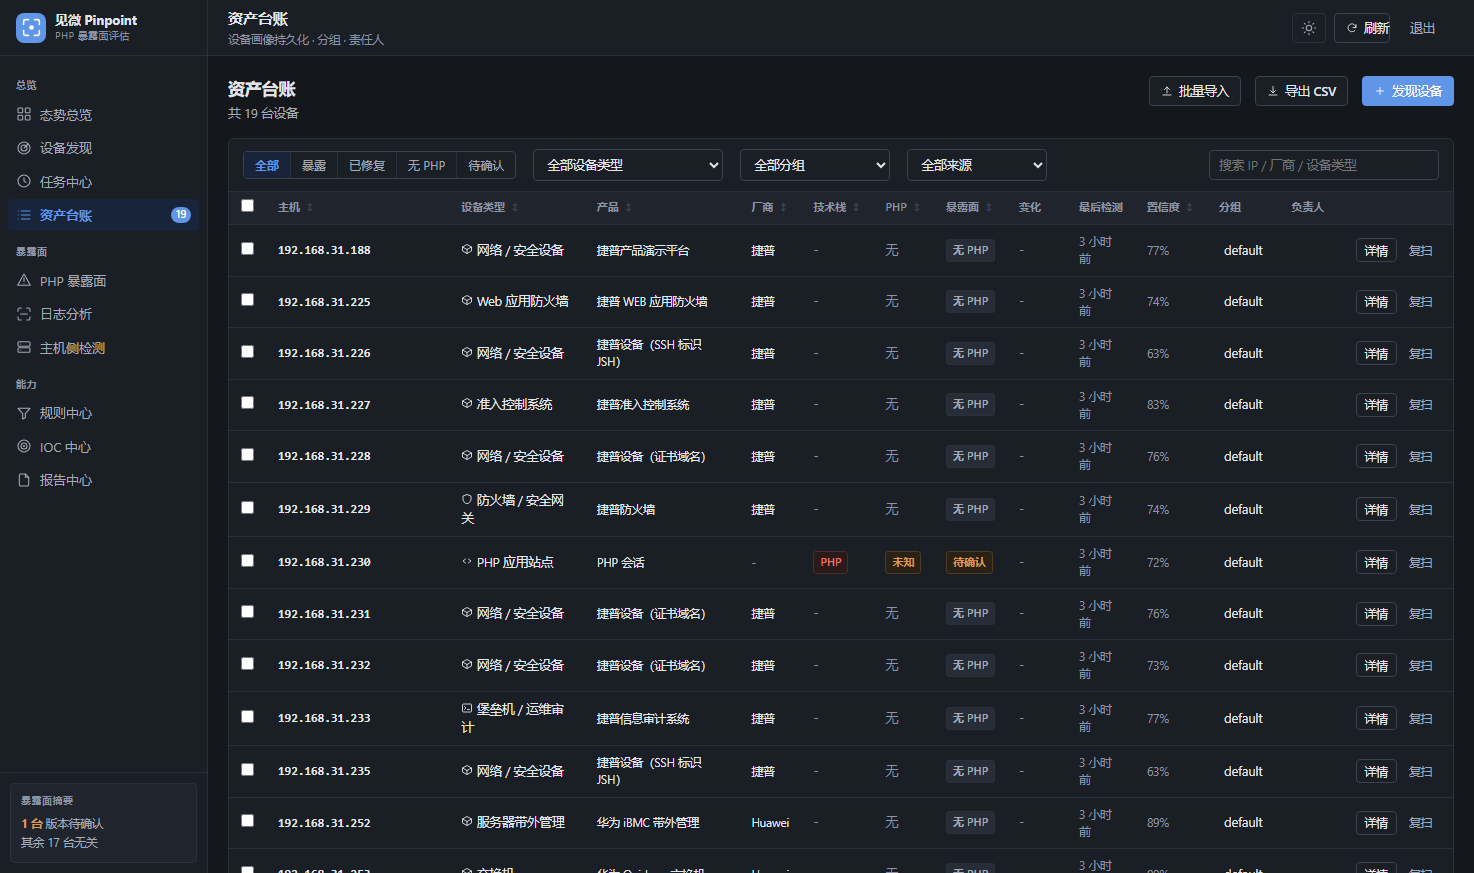 见微 Pinpoint
PHP 暴露面评估
总览
态势总览
设备发现
任务中心
资产台账 19
暴露面
PHP 暴露面
日志分析
主机侧检测
能力
规则中心
IOC 中心
报告中心
暴露面摘要
1 台 版本待确认
其余 17 台无关
资产台账
设备画像持久化 · 分组 · 责任人
刷新 退出
资产台账
共 19 台设备
批量导入 导出 CSV + 发现设备
全部 暴露 已修复 无 PHP 待确认 全部设备类型 全部分组 全部来源 搜索 IP / 厂商 / 设备类型
主机 设备类型 产品 厂商 技术栈 PHP 暴露面 变化 最后检测 置信度 分组 负责人
192.168.31.188 网络 / 安全设备 捷普产品演示平台 捷普 - 无 无 PHP - 3 小时前 77% default 详情 复扫
192.168.31.225 Web 应用防火墙 捷普 WEB 应用防火墙 捷普 - 无 无 PHP - 3 小时前 74% default 详情 复扫
192.168.31.226 网络 / 安全设备 捷普设备（SSH 标识 JSH） 捷普 - 无 无 PHP - 3 小时前 63% default 详情 复扫
192.168.31.227 准入控制系统 捷普准入控制系统 捷普 - 无 无 PHP - 3 小时前 83% default 详情 复扫
192.168.31.228 网络 / 安全设备 捷普设备（证书域名） 捷普 - 无 无 PHP - 3 小时前 76% default 详情 复扫
192.168.31.229 防火墙 / 安全网关 捷普防火墙 捷普 - 无 无 PHP - 3 小时前 74% default 详情 复扫
192.168.31.230 PHP 应用站点 PHP 会话 - PHP 未知 待确认 - 3 小时前 72% default 详情 复扫
192.168.31.231 网络 / 安全设备 捷普设备（证书域名） 捷普 - 无 无 PHP - 3 小时前 76% default 详情 复扫
192.168.31.232 网络 / 安全设备 捷普设备（证书域名） 捷普 - 无 无 PHP - 3 小时前 73% default 详情 复扫
192.168.31.233 堡垒机 / 运维审计 捷普信息审计系统 捷普 - 无 无 PHP - 3 小时前 77% default 详情 复扫
192.168.31.235 网络 / 安全设备 捷普设备（SSH 标识 JSH） 捷普 - 无 无 PHP - 3 小时前 63% default 详情 复扫
192.168.31.252 服务器带外管理 华为 iBMC 带外管理 Huawei - 无 无 PHP - 3 小时前 89% default 详情 复扫
3 小时